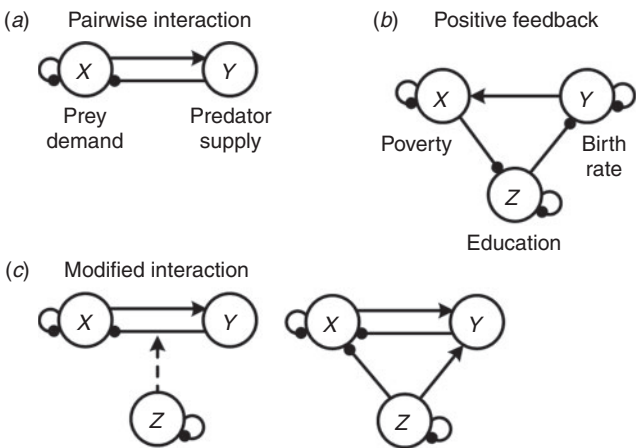 (a) Pairwise interaction
X
Y
Prey demand
Predator supply
(b) Positive feedback
X
Y
Poverty
Birth rate
Z
Education
(c) Modified interaction
X
Y
Z
X
Y
Z